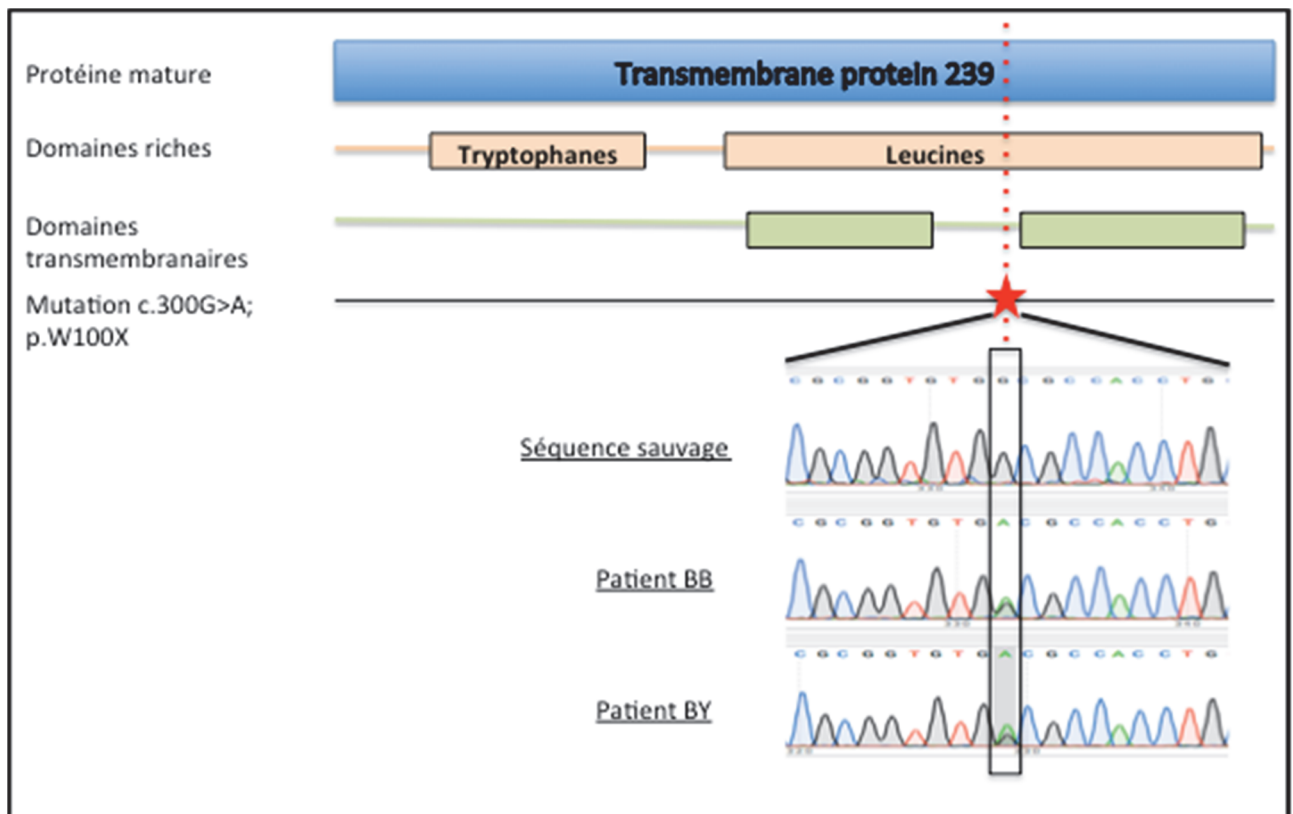 Protéine mature
Transmembrane protein 239
Domaines riches
Tryptophanes
Leucines
Domaines
transmembranaires
Mutation c.300G>A;
p.W100X
C G C G G T G T G G C G C C A C C T G
Séquence sauvage
C G C G G T G T G A C G C C A C C T G
Patient BB
C G C G G T G T G A C G C C A C C T G
Patient BY